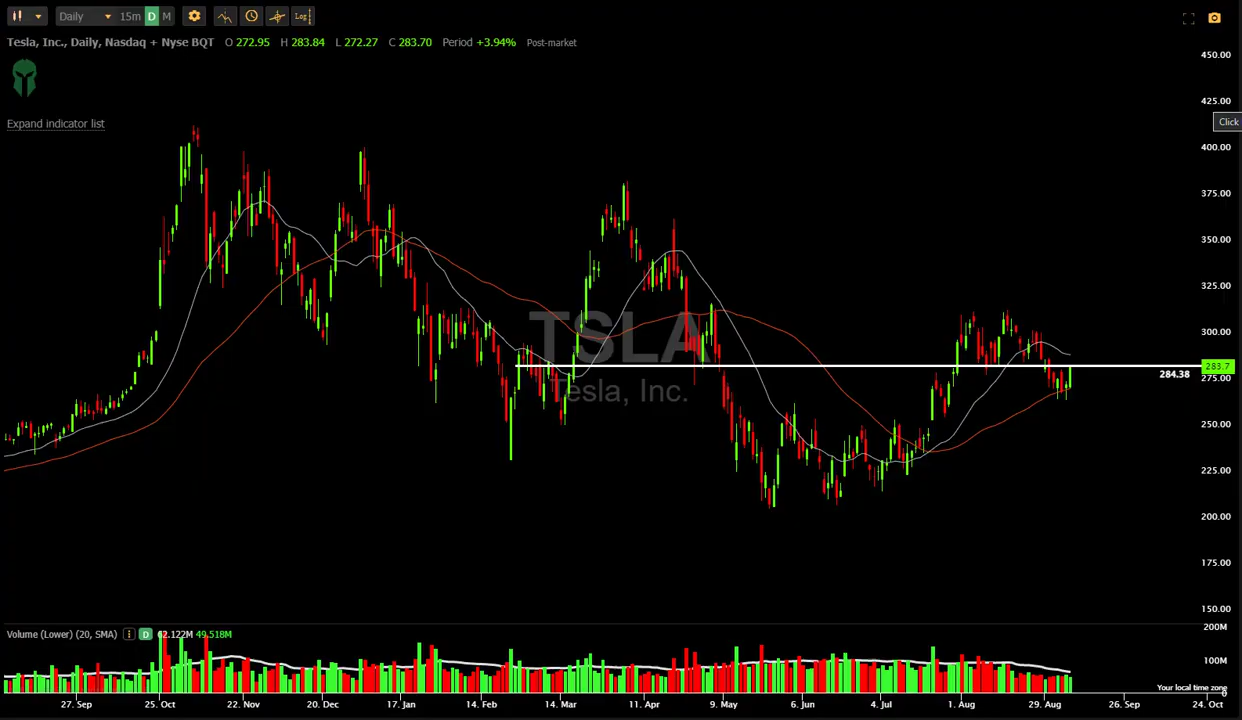 Daily 15m D M Log
Tesla, Inc., Daily, Nasdaq + Nyse BQT O 272.95 H 283.84 L 272.27 C 283.70 Period +3.94% Post-market
Expand indicator list
450.00
425.00
Click
400.00
375.00
350.00
325.00
300.00
TSLA
283.7
284.38
275.00
Tesla, Inc.
250.00
225.00
200.00
175.00
150.00
Volume (Lower) (20, SMA) D 62.122M 49.518M
200M
100M
Your local time zone
0
27. Sep 25. Oct 22. Nov 20. Dec 17. Jan 14. Feb 14. Mar 11. Apr 9. May 6. Jun 4. Jul 1. Aug 29. Aug 26. Sep 24. Oct